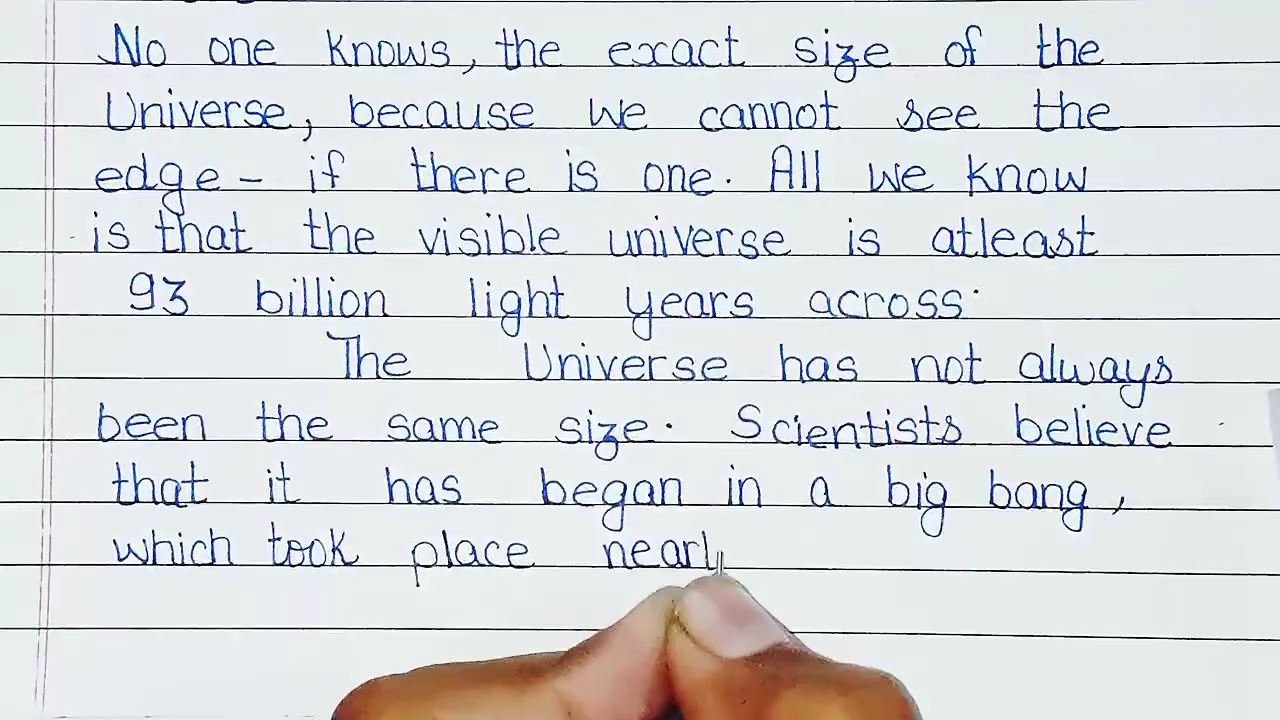 No one knows, the exact size of the
Universe, because we cannot see the
edge - if there is one. All we know
is that the visible universe is atleast
93 billion light years across.
The Universe has not always
been the same size. Scientists believe
that it has began in a big bang,
which took place nearl